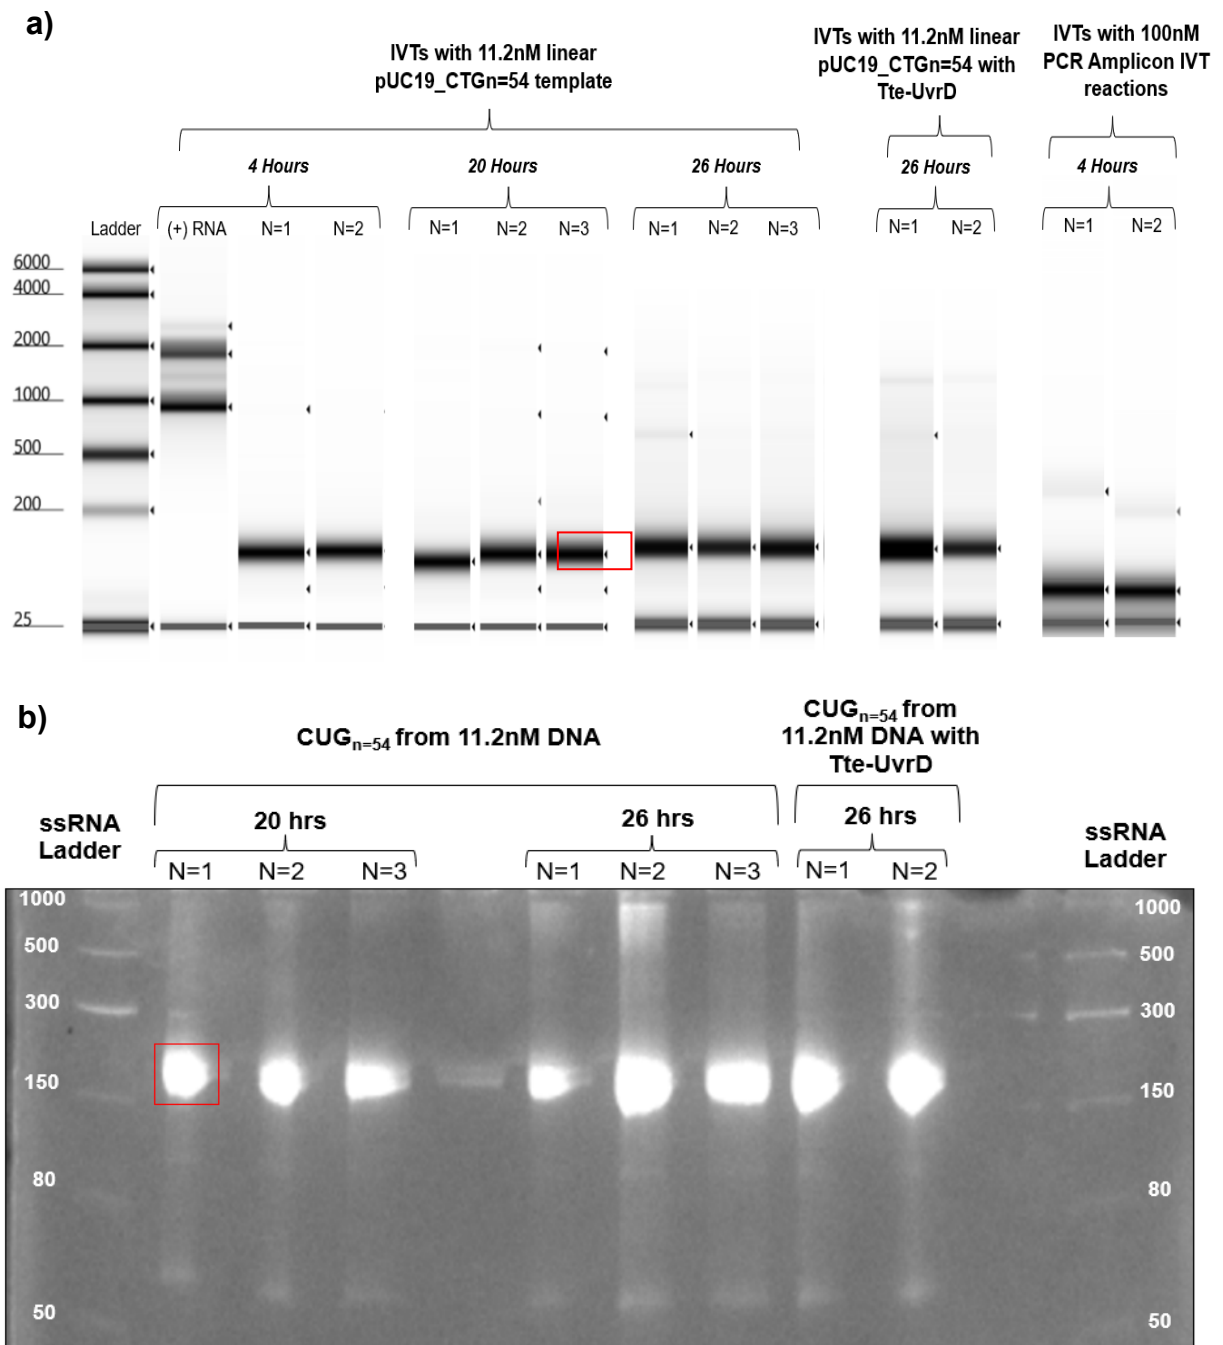 a)
IVTs with 11.2nM linear
pUC19_CTGn=54 template
IVTs with 11.2nM linear
pUC19_CTGn=54 with
Tte-UvrD
IVTs with 100nM
PCR Amplicon IVT
reactions
4 Hours
20 Hours
26 Hours
26 Hours
4 Hours
Ladder (+) RNA N=1 N=2 N=1 N=2 N=3 N=1 N=2 N=3 N=1 N=2 N=1 N=2
6000
4000
2000
1000
500
200
25
b)
CUGn=54 from 11.2nM DNA
CUGn=54 from
11.2nM DNA with
Tte-UvrD
ssRNA
Ladder
20 hrs
26 hrs
26 hrs
ssRNA
Ladder
N=1 N=2 N=3 N=1 N=2 N=3 N=1 N=2
1000 1000
500 500
300 300
150 150
80 80
50 50